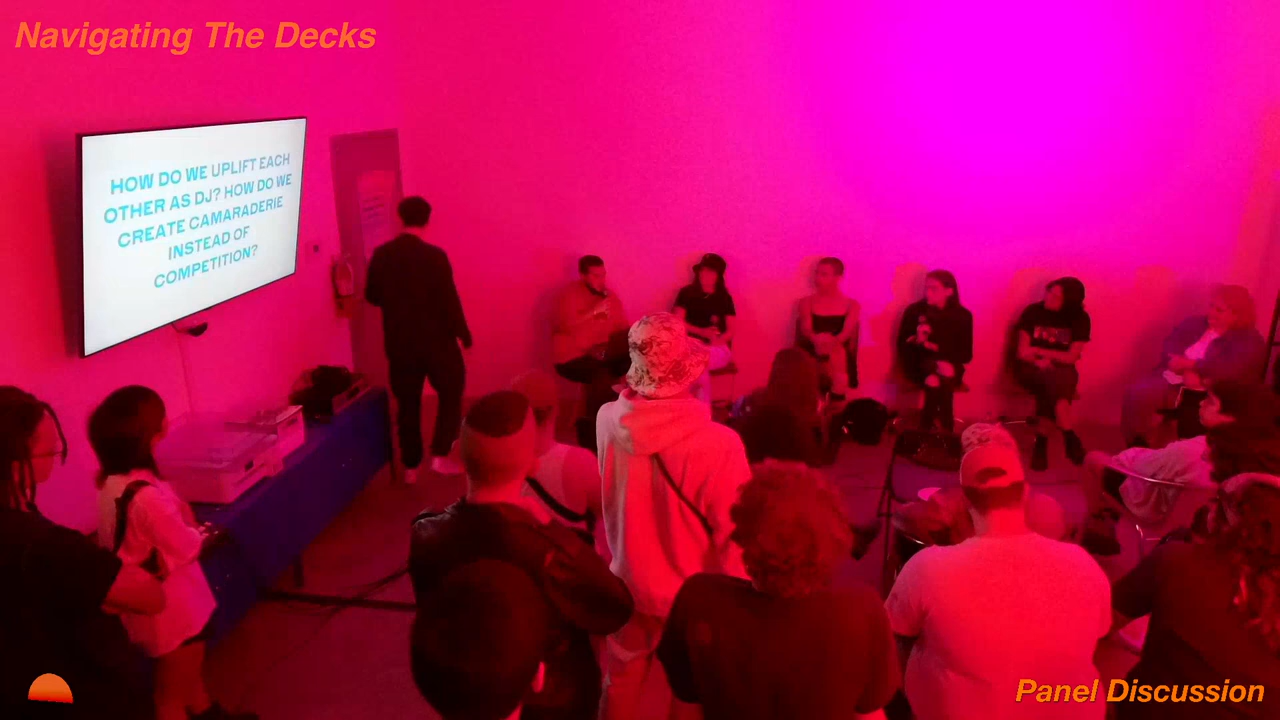 Navigating The Decks
HOW DO WE UPLIFT EACH
OTHER AS DJ? HOW DO WE
CREATE CAMARADERIE
INSTEAD OF
COMPETITION?
Panel Discussion